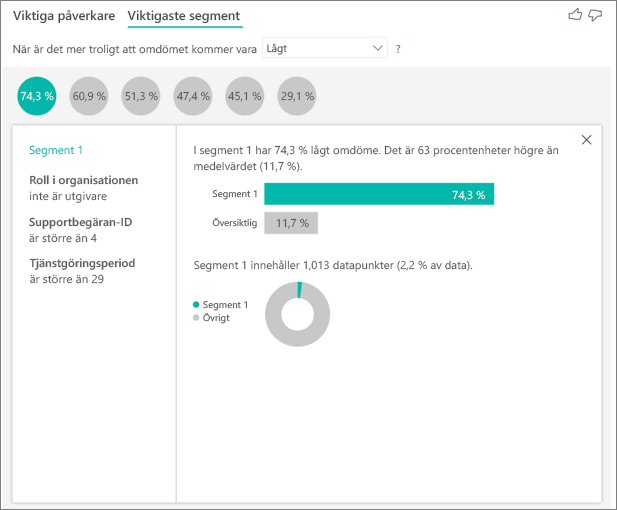 Viktiga påverkare Viktigaste segment
När är det mer troligt att omdömet kommer vara Lågt ?
74,3 % 60,9 % 51,3 % 47,4 % 45,1 % 29,1 %
Segment 1
Roll i organisationen
inte är utgivare
Supportbegäran-ID
är större än 4
Tjänstgöringsperiod
är större än 29
I segment 1 har 74,3 % lågt omdöme. Det är 63 procentenheter högre än
medelvärdet (11,7 %).
Segment 1 74,3 %
Översiktlig 11,7 %
Segment 1 innehåller 1,013 datapunkter (2,2 % av data).
Segment 1
Övrigt